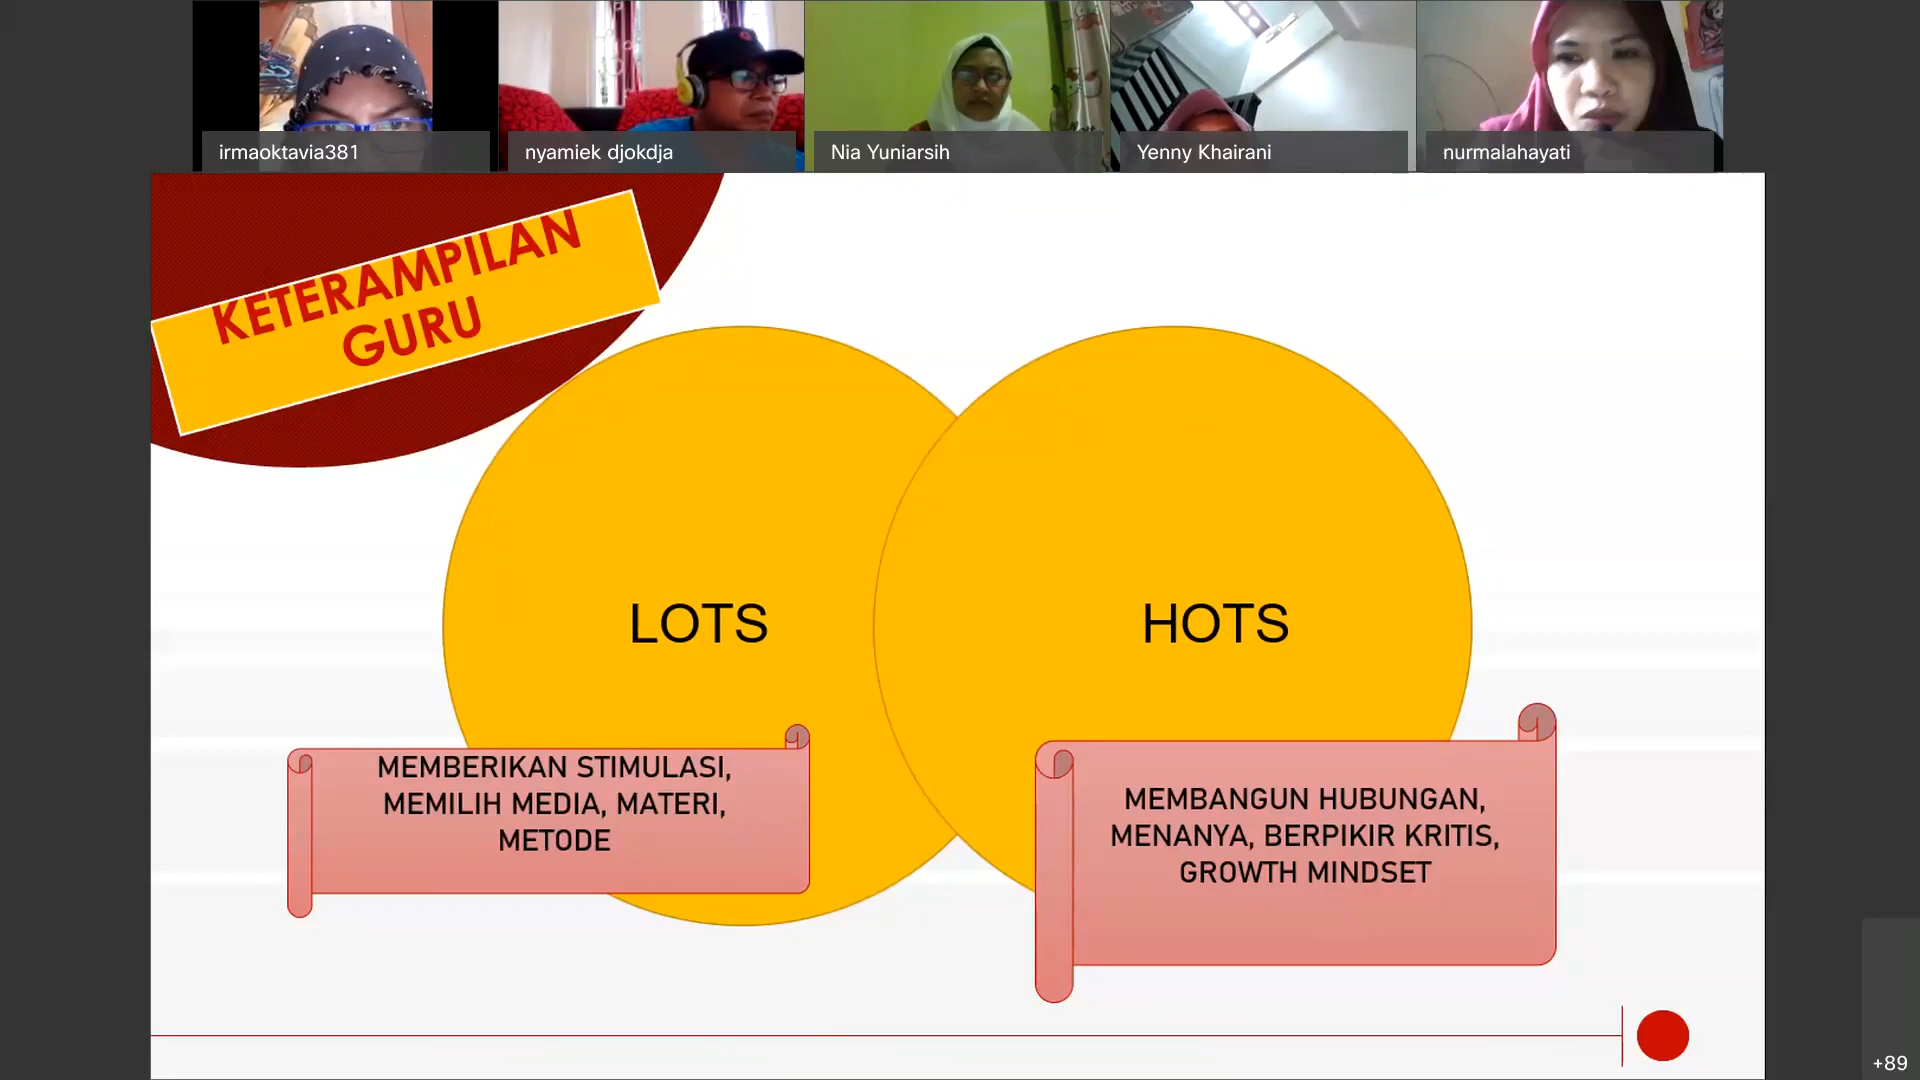 irmaoktavia381
nyamiek djokdja
Nia Yuniarsih
Yenny Khairani
nurmalahayati
KETERAMPILAN
GURU
LOTS
HOTS
MEMBERIKAN STIMULASI,
MEMILIH MEDIA, MATERI,
METODE
MEMBANGUN HUBUNGAN,
MENANYA, BERPIKIR KRITIS,
GROWTH MINDSET
+89